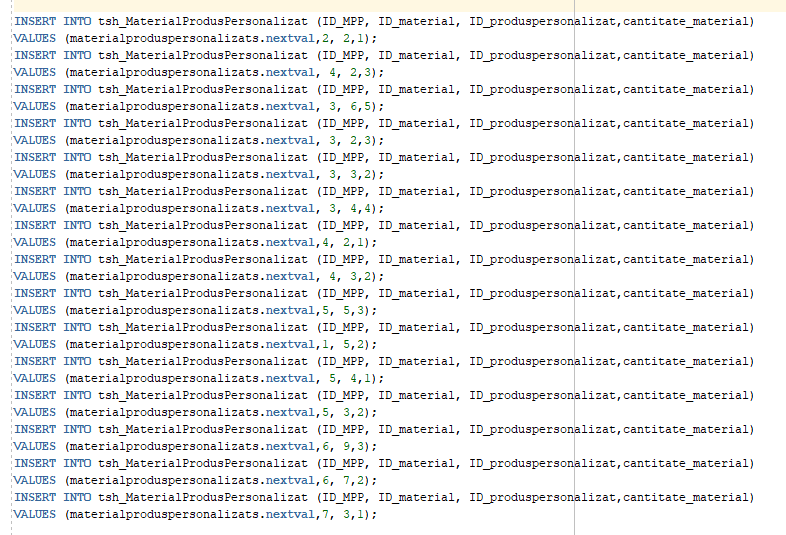 INSERT INTO tsh_MaterialProdusPersonalizat (ID_MPP, ID_material, ID_produspersonalizat,cantitate_material)
VALUES (materialproduspersonalizats.nextval,2, 2,1);
INSERT INTO tsh_MaterialProdusPersonalizat (ID_MPP, ID_material, ID_produspersonalizat,cantitate_material)
VALUES (materialproduspersonalizats.nextval, 4, 2,3);
INSERT INTO tsh_MaterialProdusPersonalizat (ID_MPP, ID_material, ID_produspersonalizat,cantitate_material)
VALUES (materialproduspersonalizats.nextval, 3, 6,5);
INSERT INTO tsh_MaterialProdusPersonalizat (ID_MPP, ID_material, ID_produspersonalizat,cantitate_material)
VALUES (materialproduspersonalizats.nextval, 3, 2,3);
INSERT INTO tsh_MaterialProdusPersonalizat (ID_MPP, ID_material, ID_produspersonalizat,cantitate_material)
VALUES (materialproduspersonalizats.nextval, 3, 3,2);
INSERT INTO tsh_MaterialProdusPersonalizat (ID_MPP, ID_material, ID_produspersonalizat,cantitate_material)
VALUES (materialproduspersonalizats.nextval, 3, 4,4);
INSERT INTO tsh_MaterialProdusPersonalizat (ID_MPP, ID_material, ID_produspersonalizat,cantitate_material)
VALUES (materialproduspersonalizats.nextval,4, 2,1);
INSERT INTO tsh_MaterialProdusPersonalizat (ID_MPP, ID_material, ID_produspersonalizat,cantitate_material)
VALUES (materialproduspersonalizats.nextval, 4, 3,2);
INSERT INTO tsh_MaterialProdusPersonalizat (ID_MPP, ID_material, ID_produspersonalizat,cantitate_material)
VALUES (materialproduspersonalizats.nextval,5, 5,3);
INSERT INTO tsh_MaterialProdusPersonalizat (ID_MPP, ID_material, ID_produspersonalizat,cantitate_material)
VALUES (materialproduspersonalizats.nextval,1, 5,2);
INSERT INTO tsh_MaterialProdusPersonalizat (ID_MPP, ID_material, ID_produspersonalizat,cantitate_material)
VALUES (materialproduspersonalizats.nextval, 5, 4,1);
INSERT INTO tsh_MaterialProdusPersonalizat (ID_MPP, ID_material, ID_produspersonalizat,cantitate_material)
VALUES (materialproduspersonalizats.nextval,5, 3,2);
INSERT INTO tsh_MaterialProdusPersonalizat (ID_MPP, ID_material, ID_produspersonalizat,cantitate_material)
VALUES (materialproduspersonalizats.nextval,6, 9,3);
INSERT INTO tsh_MaterialProdusPersonalizat (ID_MPP, ID_material, ID_produspersonalizat,cantitate_material)
VALUES (materialproduspersonalizats.nextval,6, 7,2);
INSERT INTO tsh_MaterialProdusPersonalizat (ID_MPP, ID_material, ID_produspersonalizat,cantitate_material)
VALUES (materialproduspersonalizats.nextval,7, 3,1);